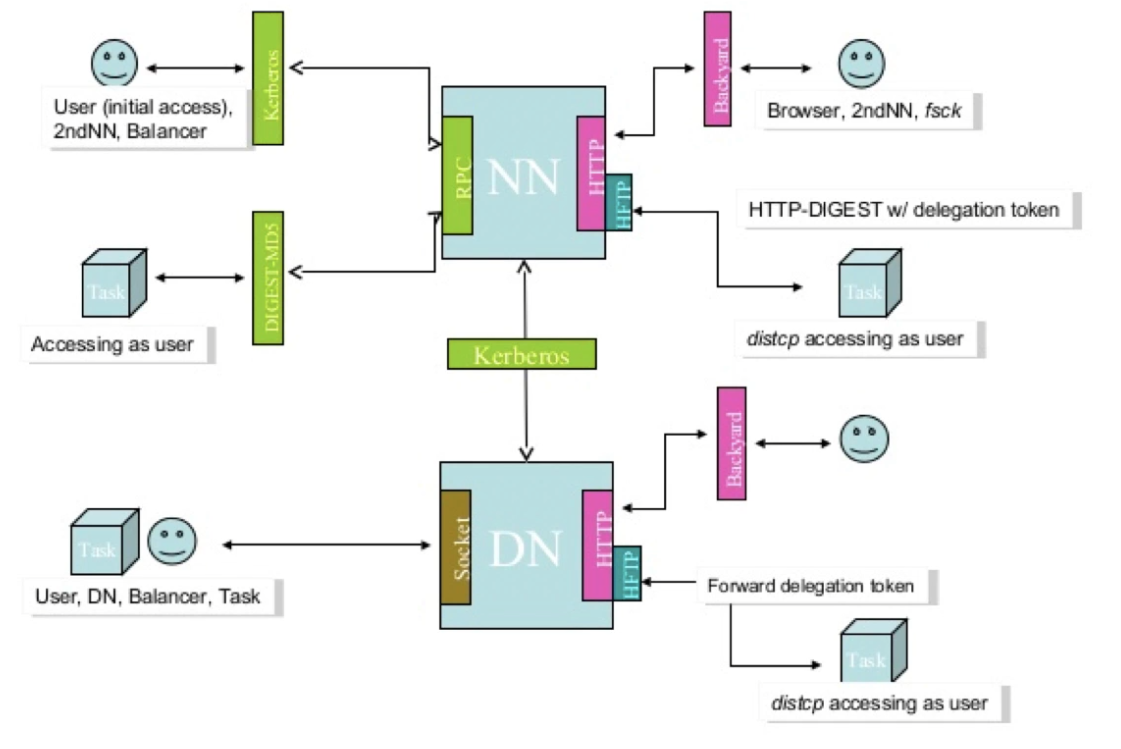 Kerberos
User (initial access),
2ndNN, Balancer
Backyard
Browser, 2ndNN, fsck
RPC
NN
HTTP
HFTP
HTTP-DIGEST w/ delegation token
Task
Accessing as user
DIGEST-MD5
Task
distcp accessing as user
Kerberos
Backyard
Task
User, DN, Balancer, Task
Socket
DN
HTTP
HFTP
Forward delegation token
Task
distcp accessing as user